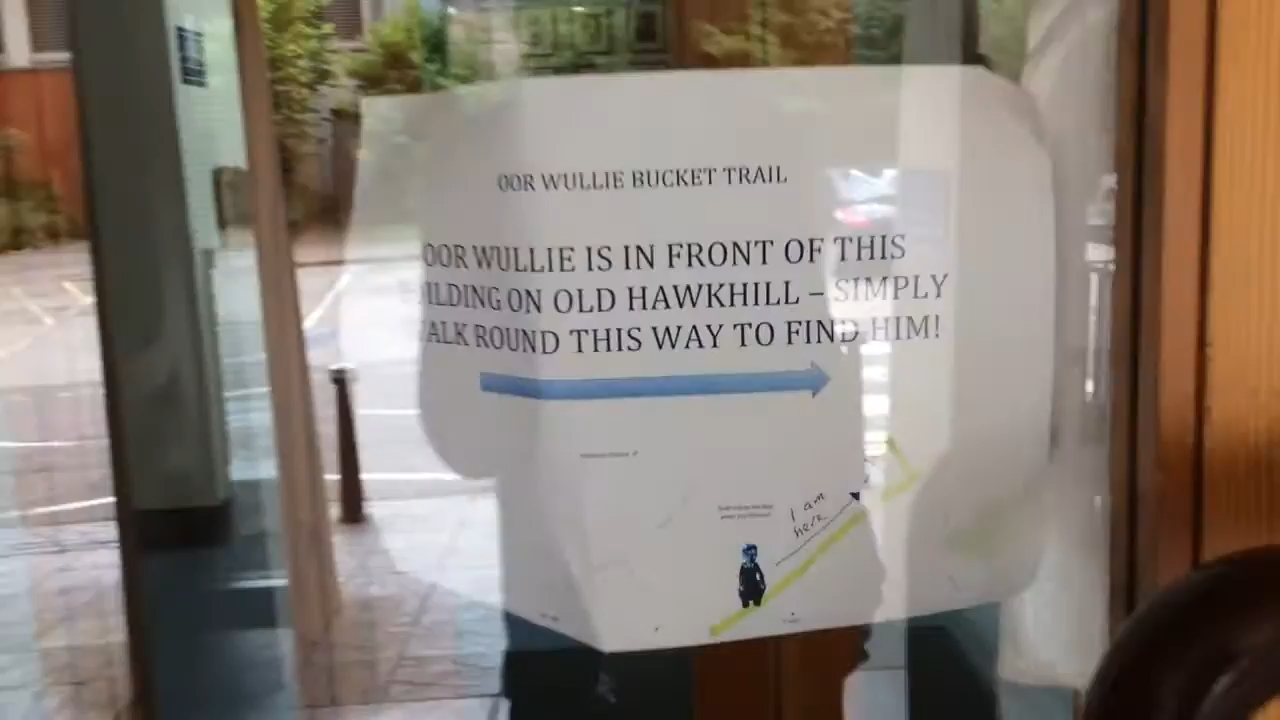 OOR WULLIE BUCKET TRAIL
OOR WULLIE IS IN FRONT OF THIS
ILDING ON OLD HAWKHILL – SIMPLY
ALK ROUND THIS WAY TO FIND HIM!
I am
here